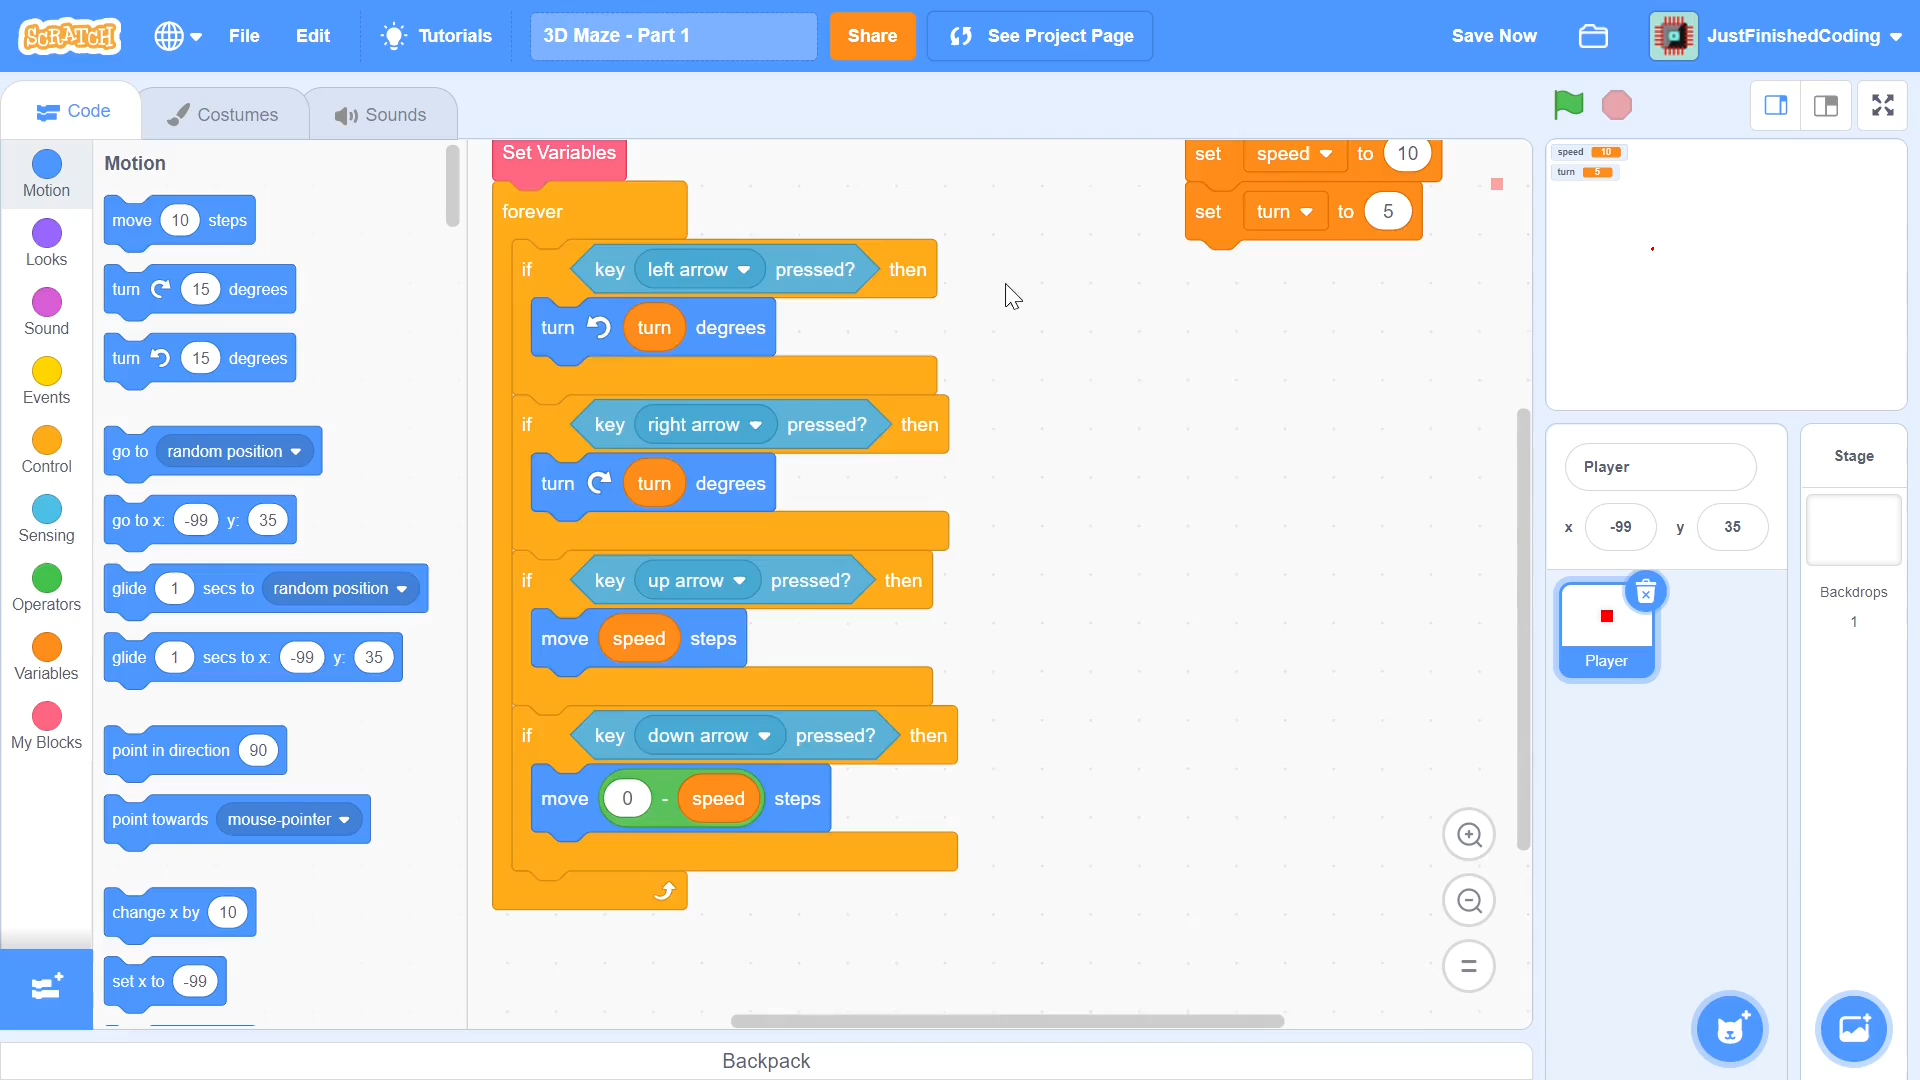 SCRATCH File Edit Tutorials 3D Maze - Part 1 Share See Project Page Save Now JustFinishedCoding
Code Costumes Sounds
Motion
Looks
Sound
Events
Control
Sensing
Operators
Variables
My Blocks
Motion
move 10 steps
turn 15 degrees
turn 15 degrees
go to random position
go to x: -99 y: 35
glide 1 secs to random position
glide 1 secs to x: -99 y: 35
point in direction 90
point towards mouse-pointer
change x by 10
set x to -99
Set Variables
forever
if key left arrow pressed? then
turn turn degrees
if key right arrow pressed? then
turn turn degrees
if key up arrow pressed? then
move speed steps
if key down arrow pressed? then
move 0 - speed steps
set speed to 10
set turn to 5
speed 10
turn 5
Player
x -99 y 35
Player
Stage
Backdrops
1
Backpack